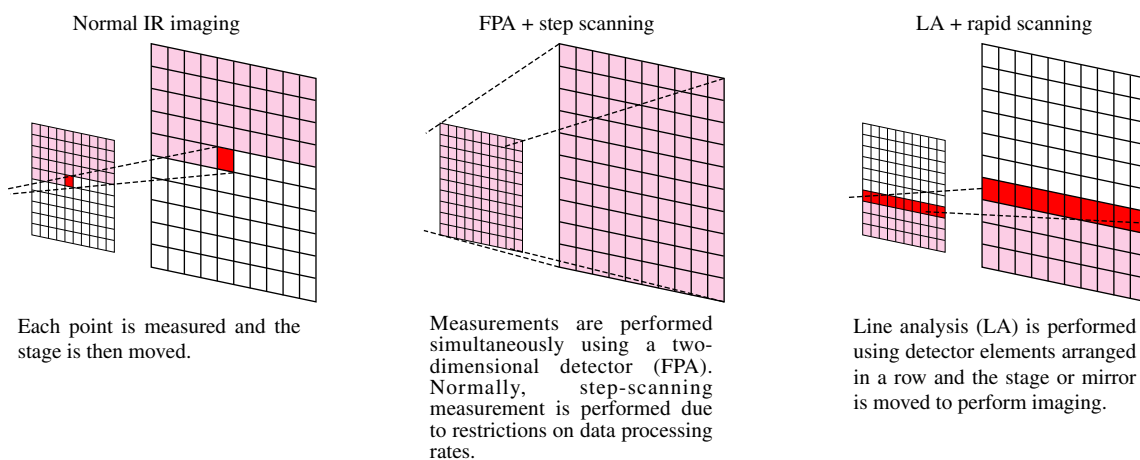 Normal IR imaging
FPA + step scanning
LA + rapid scanning
Each point is measured and the
stage is then moved.
Measurements are performed
simultaneously using a two-
dimensional detector (FPA).
Normally, step-scanning
measurement is performed due
to restrictions on data processing
rates.
Line analysis (LA) is performed
using detector elements arranged
in a row and the stage or mirror
is moved to perform imaging.